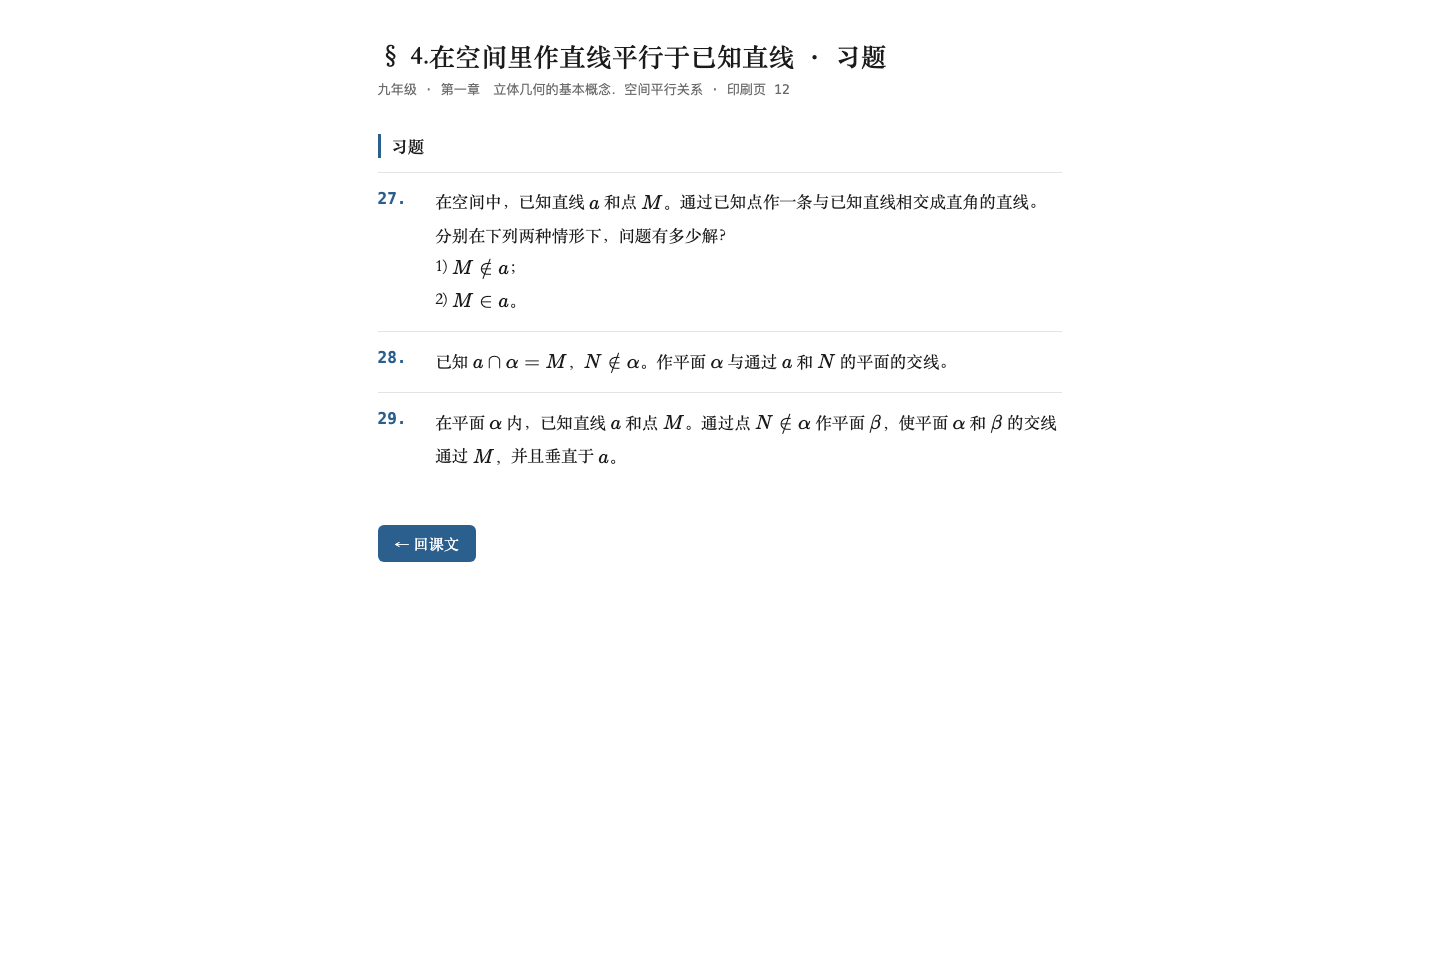 § 4.在空间里作直线平行于已知直线 · 习题
九年级 · 第一章　立体几何的基本概念．空间平行关系 · 印刷页 12
习题
27. 在空间中，已知直线 a 和点 M。通过已知点作一条与已知直线相交成直角的直线。
分别在下列两种情形下，问题有多少解？
1) M ∉ a；
2) M ∈ a。
28. 已知 a ∩ α = M，N ∉ α。作平面 α 与通过 a 和 N 的平面的交线。
29. 在平面 α 内，已知直线 a 和点 M。通过点 N ∉ α 作平面 β，使平面 α 和 β 的交线
通过 M，并且垂直于 a。
← 回课文